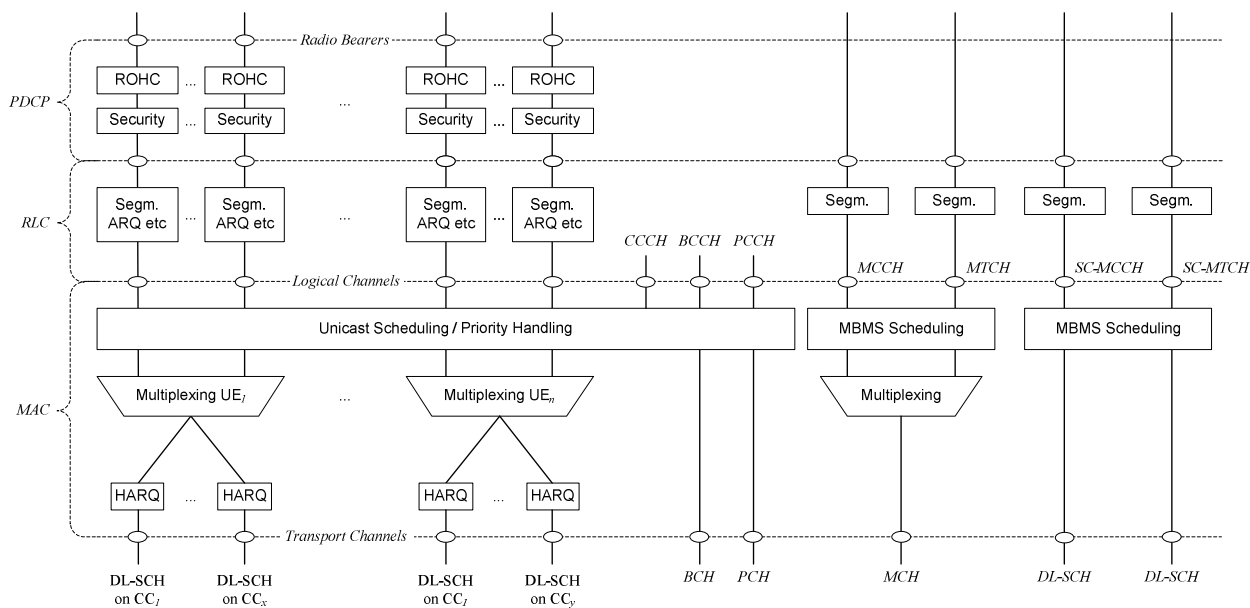 Radio Bearers
ROHC ... ROHC ROHC ... ROHC
PDCP ...
Security ... Security Security ... Security
Segm. Segm. Segm. Segm.
RLC Segm. ARQ etc ... Segm. ARQ etc ... Segm. ARQ etc ... Segm. ARQ etc
CCCH BCCH PCCH
MCCH MTCH SC-MCCH SC-MTCH
Logical Channels
Unicast Scheduling / Priority Handling MBMS Scheduling MBMS Scheduling
MAC Multiplexing UE1 ... Multiplexing UEn Multiplexing
HARQ ... HARQ HARQ ... HARQ
Transport Channels
DL-SCH DL-SCH DL-SCH DL-SCH BCH PCH MCH DL-SCH DL-SCH
on CC1 on CCx on CC1 on CCy